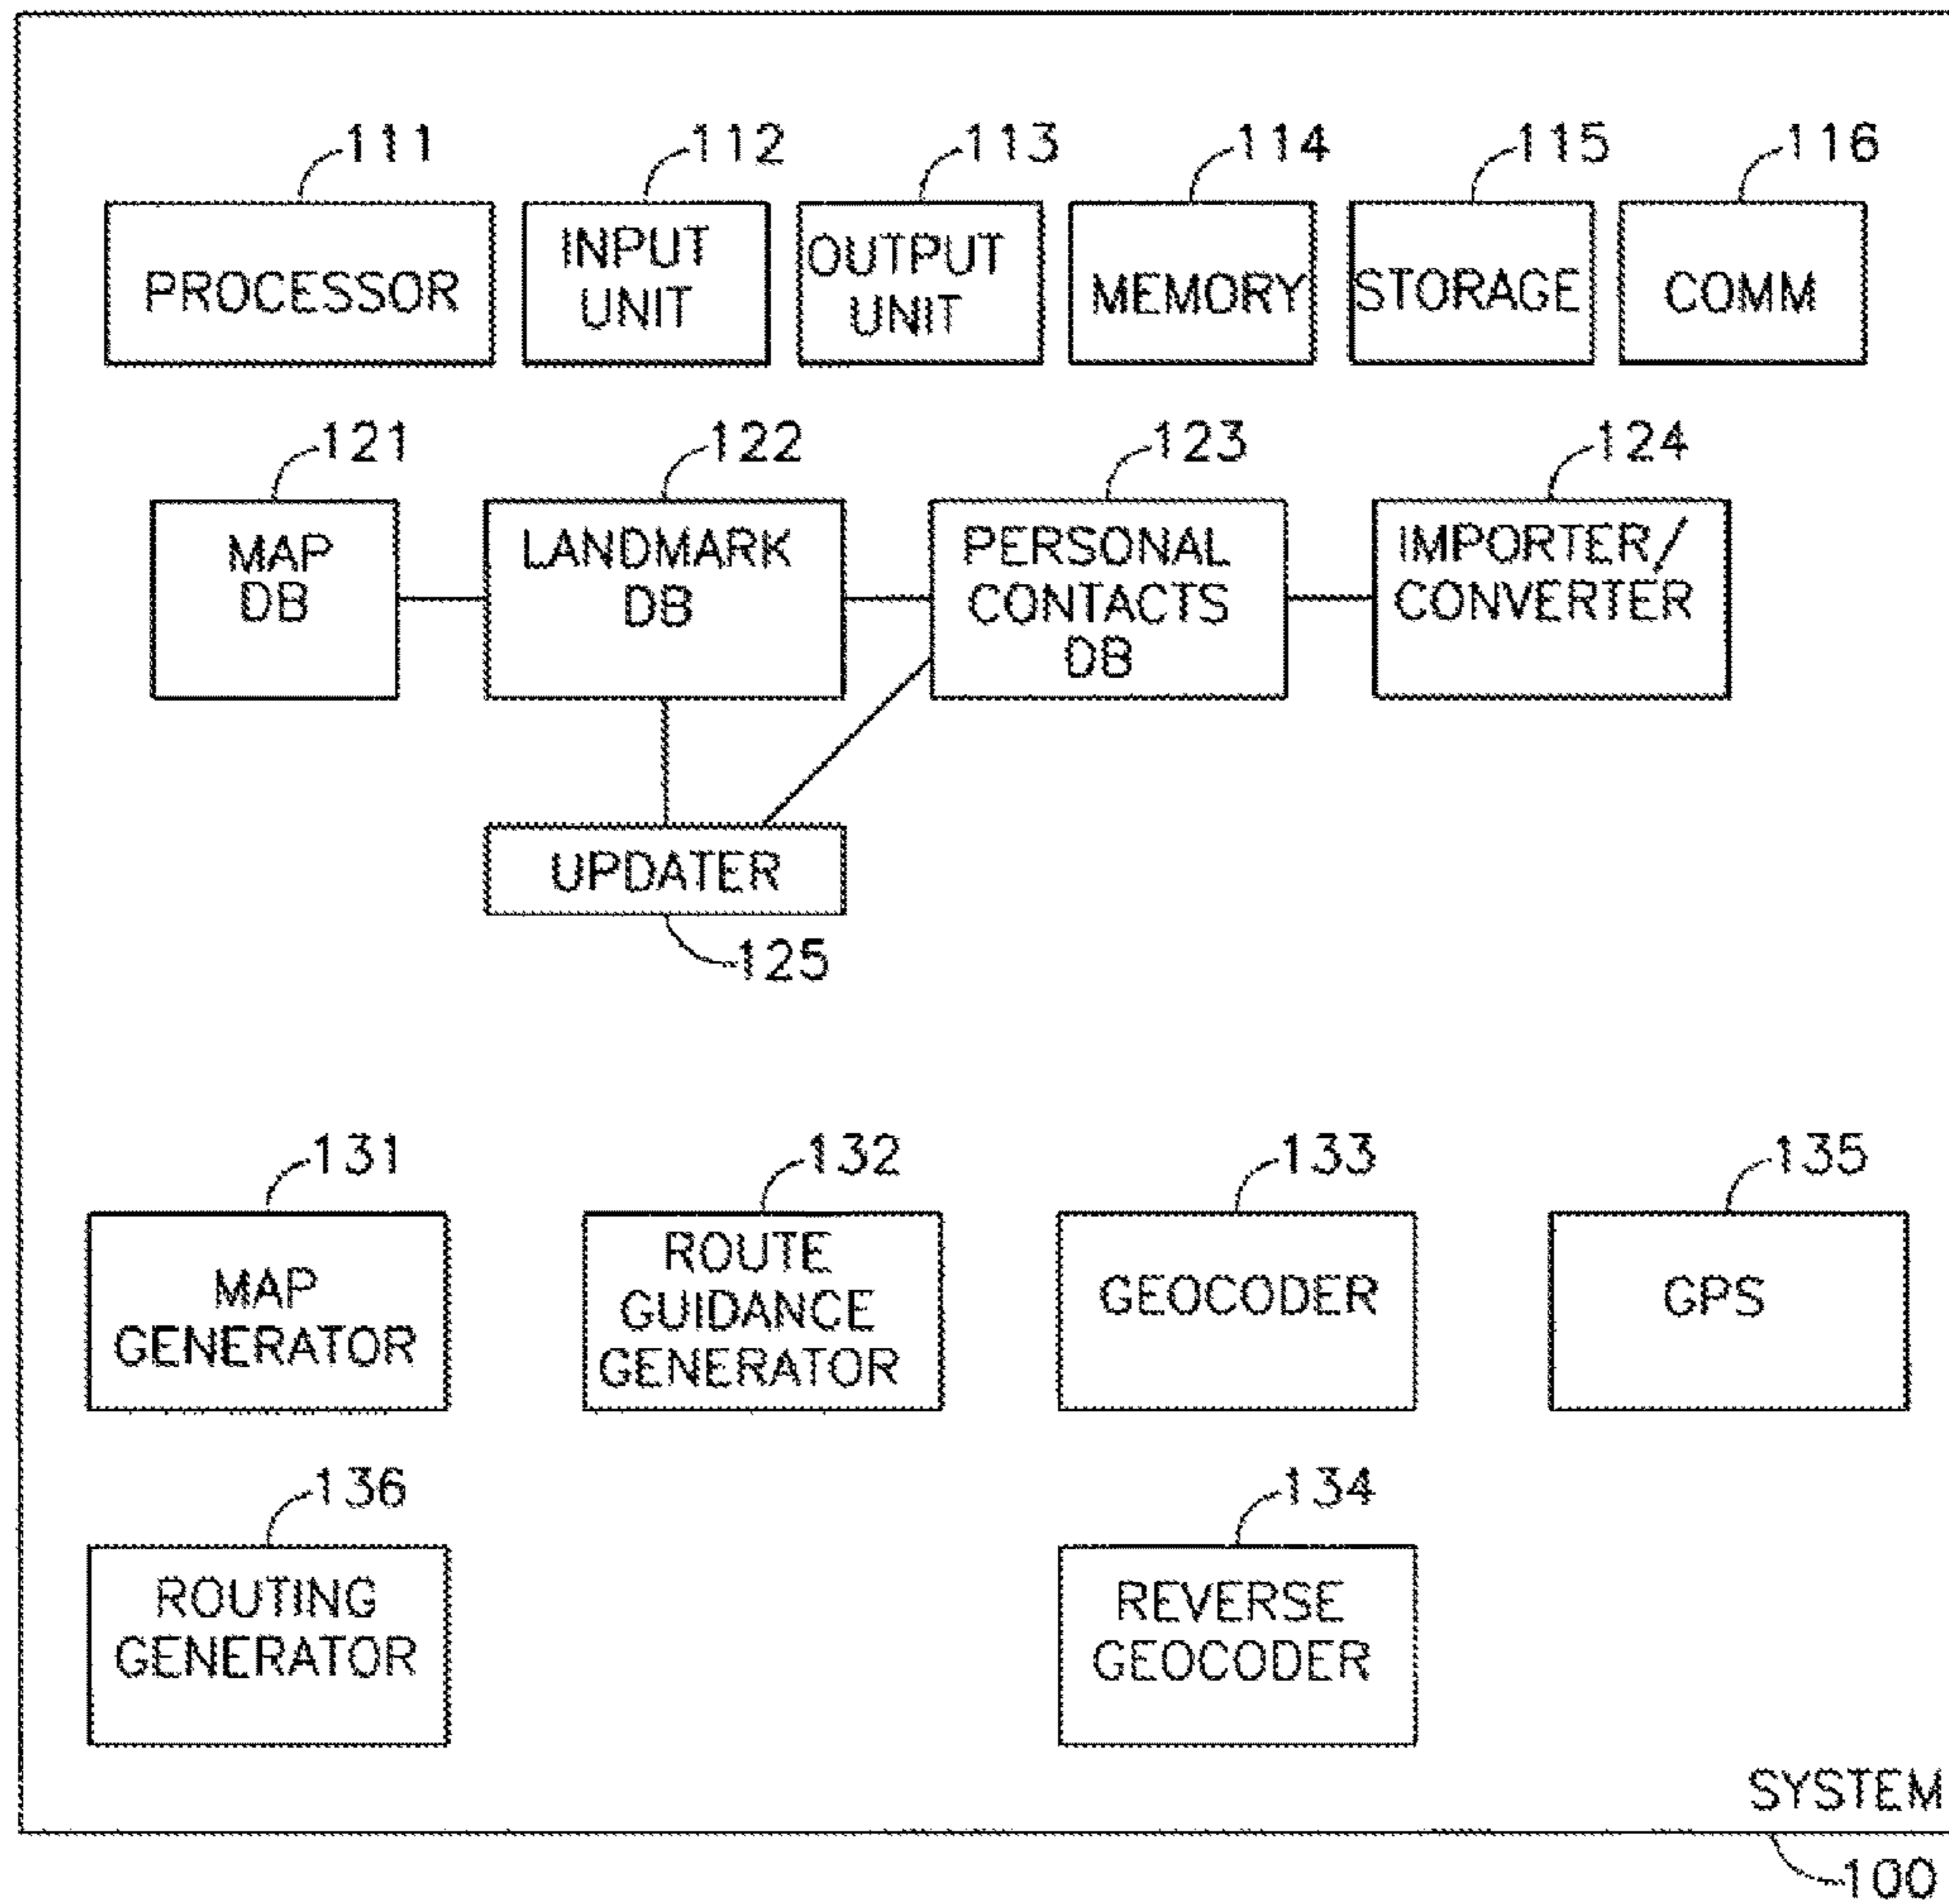 111 112 113 114 115 116
PROCESSOR
INPUT
UNIT
OUTPUT
UNIT
MEMORY
STORAGE
COMM
121 122 123 124
MAP
DB
LANDMARK
DB
PERSONAL
CONTACTS
DB
IMPORTER/
CONVERTER
UPDATER
125
131 132 133 135
MAP
GENERATOR
ROUTE
GUIDANCE
GENERATOR
GEOCODER
GPS
136 134
ROUTING
GENERATOR
REVERSE
GEOCODER
SYSTEM
100